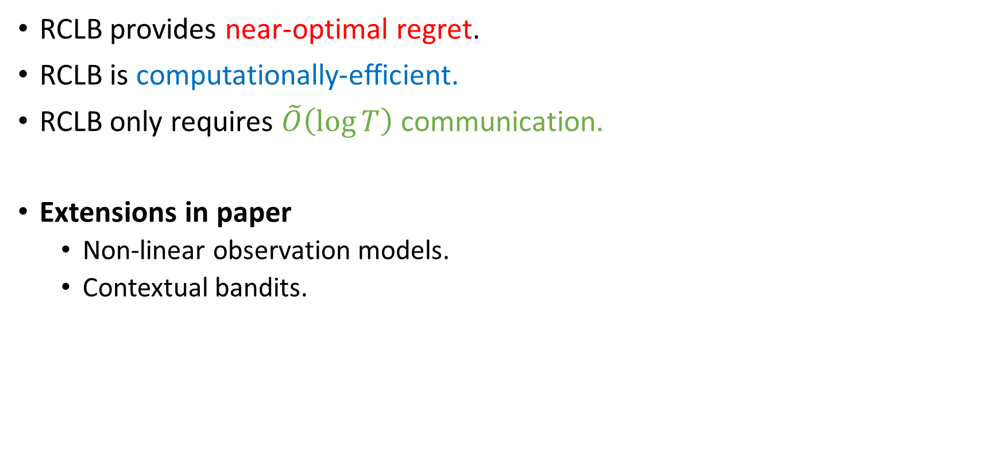 • RCLB provides near-optimal regret.
• RCLB is computationally-efficient.
• RCLB only requires Õ(log T) communication.
• Extensions in paper
• Non-linear observation models.
• Contextual bandits.